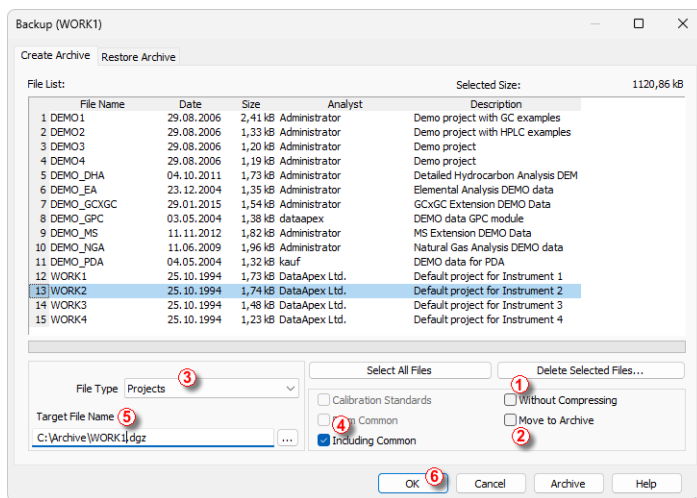 Backup (WORK1)
Create Archive Restore Archive
File List: Selected Size: 1120,86 kB
File Name Date Size Analyst Description
1 DEMO1 29.08.2006 2,41 kB Administrator Demo project with GC examples
2 DEMO2 29.08.2006 1,33 kB Administrator Demo project with HPLC examples
3 DEMO3 29.08.2006 1,20 kB Administrator Demo project
4 DEMO4 29.08.2006 1,19 kB Administrator Demo project
5 DEMO_DHA 04.10.2011 1,73 kB Administrator Detailed Hydrocarbon Analysis DEM
6 DEMO_EA 23.12.2004 1,35 kB Administrator Elemental Analysis DEMO data
7 DEMO_GCXGC 29.01.2015 1,54 kB Administrator GCxGC Extension DEMO Data
8 DEMO_GPC 03.05.2004 1,38 kB dataapex DEMO data GPC module
9 DEMO_MS 11.11.2012 1,82 kB Administrator MS Extension DEMO Data
10 DEMO_NGA 11.06.2009 1,96 kB Administrator Natural Gas Analysis DEMO data
11 DEMO_PDA 04.05.2004 1,32 kB kauf DEMO data for PDA
12 WORK1 25.10.1994 1,73 kB DataApex Ltd. Default project for Instrument 1
13 WORK2 25.10.1994 1,74 kB DataApex Ltd. Default project for Instrument 2
14 WORK3 25.10.1994 1,48 kB DataApex Ltd. Default project for Instrument 3
15 WORK4 25.10.1994 1,23 kB DataApex Ltd. Default project for Instrument 4
Select All Files Delete Selected Files...
3
File Type Projects
1
Calibration Standards Without Compressing
4
Common Move to Archive
2
Including Common
Target File Name 5
C:\Archive\WORK1.dgz ...
OK 6 Cancel Archive Help